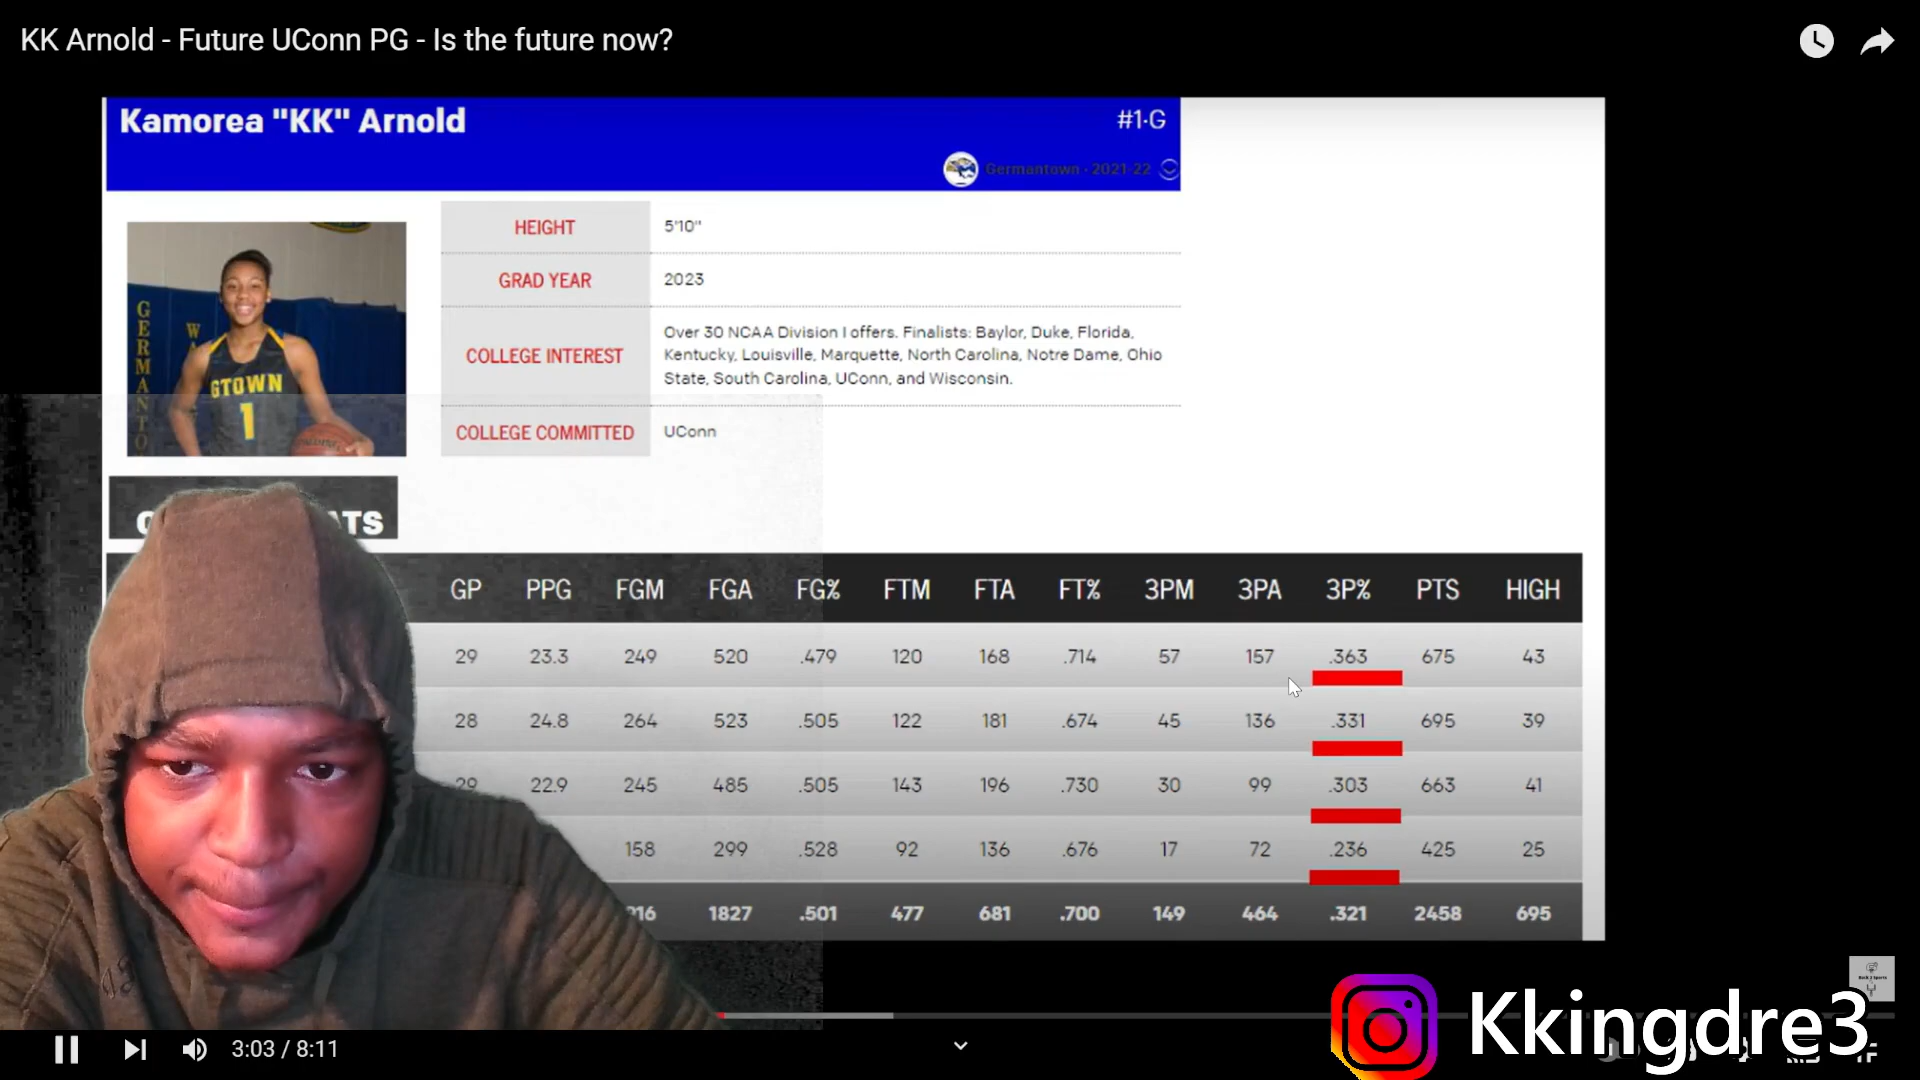 KK Arnold - Future UConn PG - Is the future now?
Kamorea "KK" Arnold
#1·G
Germantown · 2021-22
HEIGHT
5'10"
GRAD YEAR
2023
COLLEGE INTEREST
Over 30 NCAA Division I offers. Finalists: Baylor, Duke, Florida,
Kentucky, Louisville, Marquette, North Carolina, Notre Dame, Ohio
State, South Carolina, UConn, and Wisconsin.
COLLEGE COMMITTED
UConn
GTOWN
1
GP PPG FGM FGA FG% FTM FTA FT% 3PM 3PA 3P% PTS HIGH
29 23.3 249 520 .479 120 168 .714 57 157 .363 675 43
28 24.8 264 523 .505 122 181 .674 45 136 .331 695 39
29 22.9 245 485 .505 143 196 .730 30 99 .303 663 41
158 299 .528 92 136 .676 17 72 .236 425 25
1827 .501 477 681 .700 149 464 .321 2458 695
Kkingdre3
3:03 / 8:11